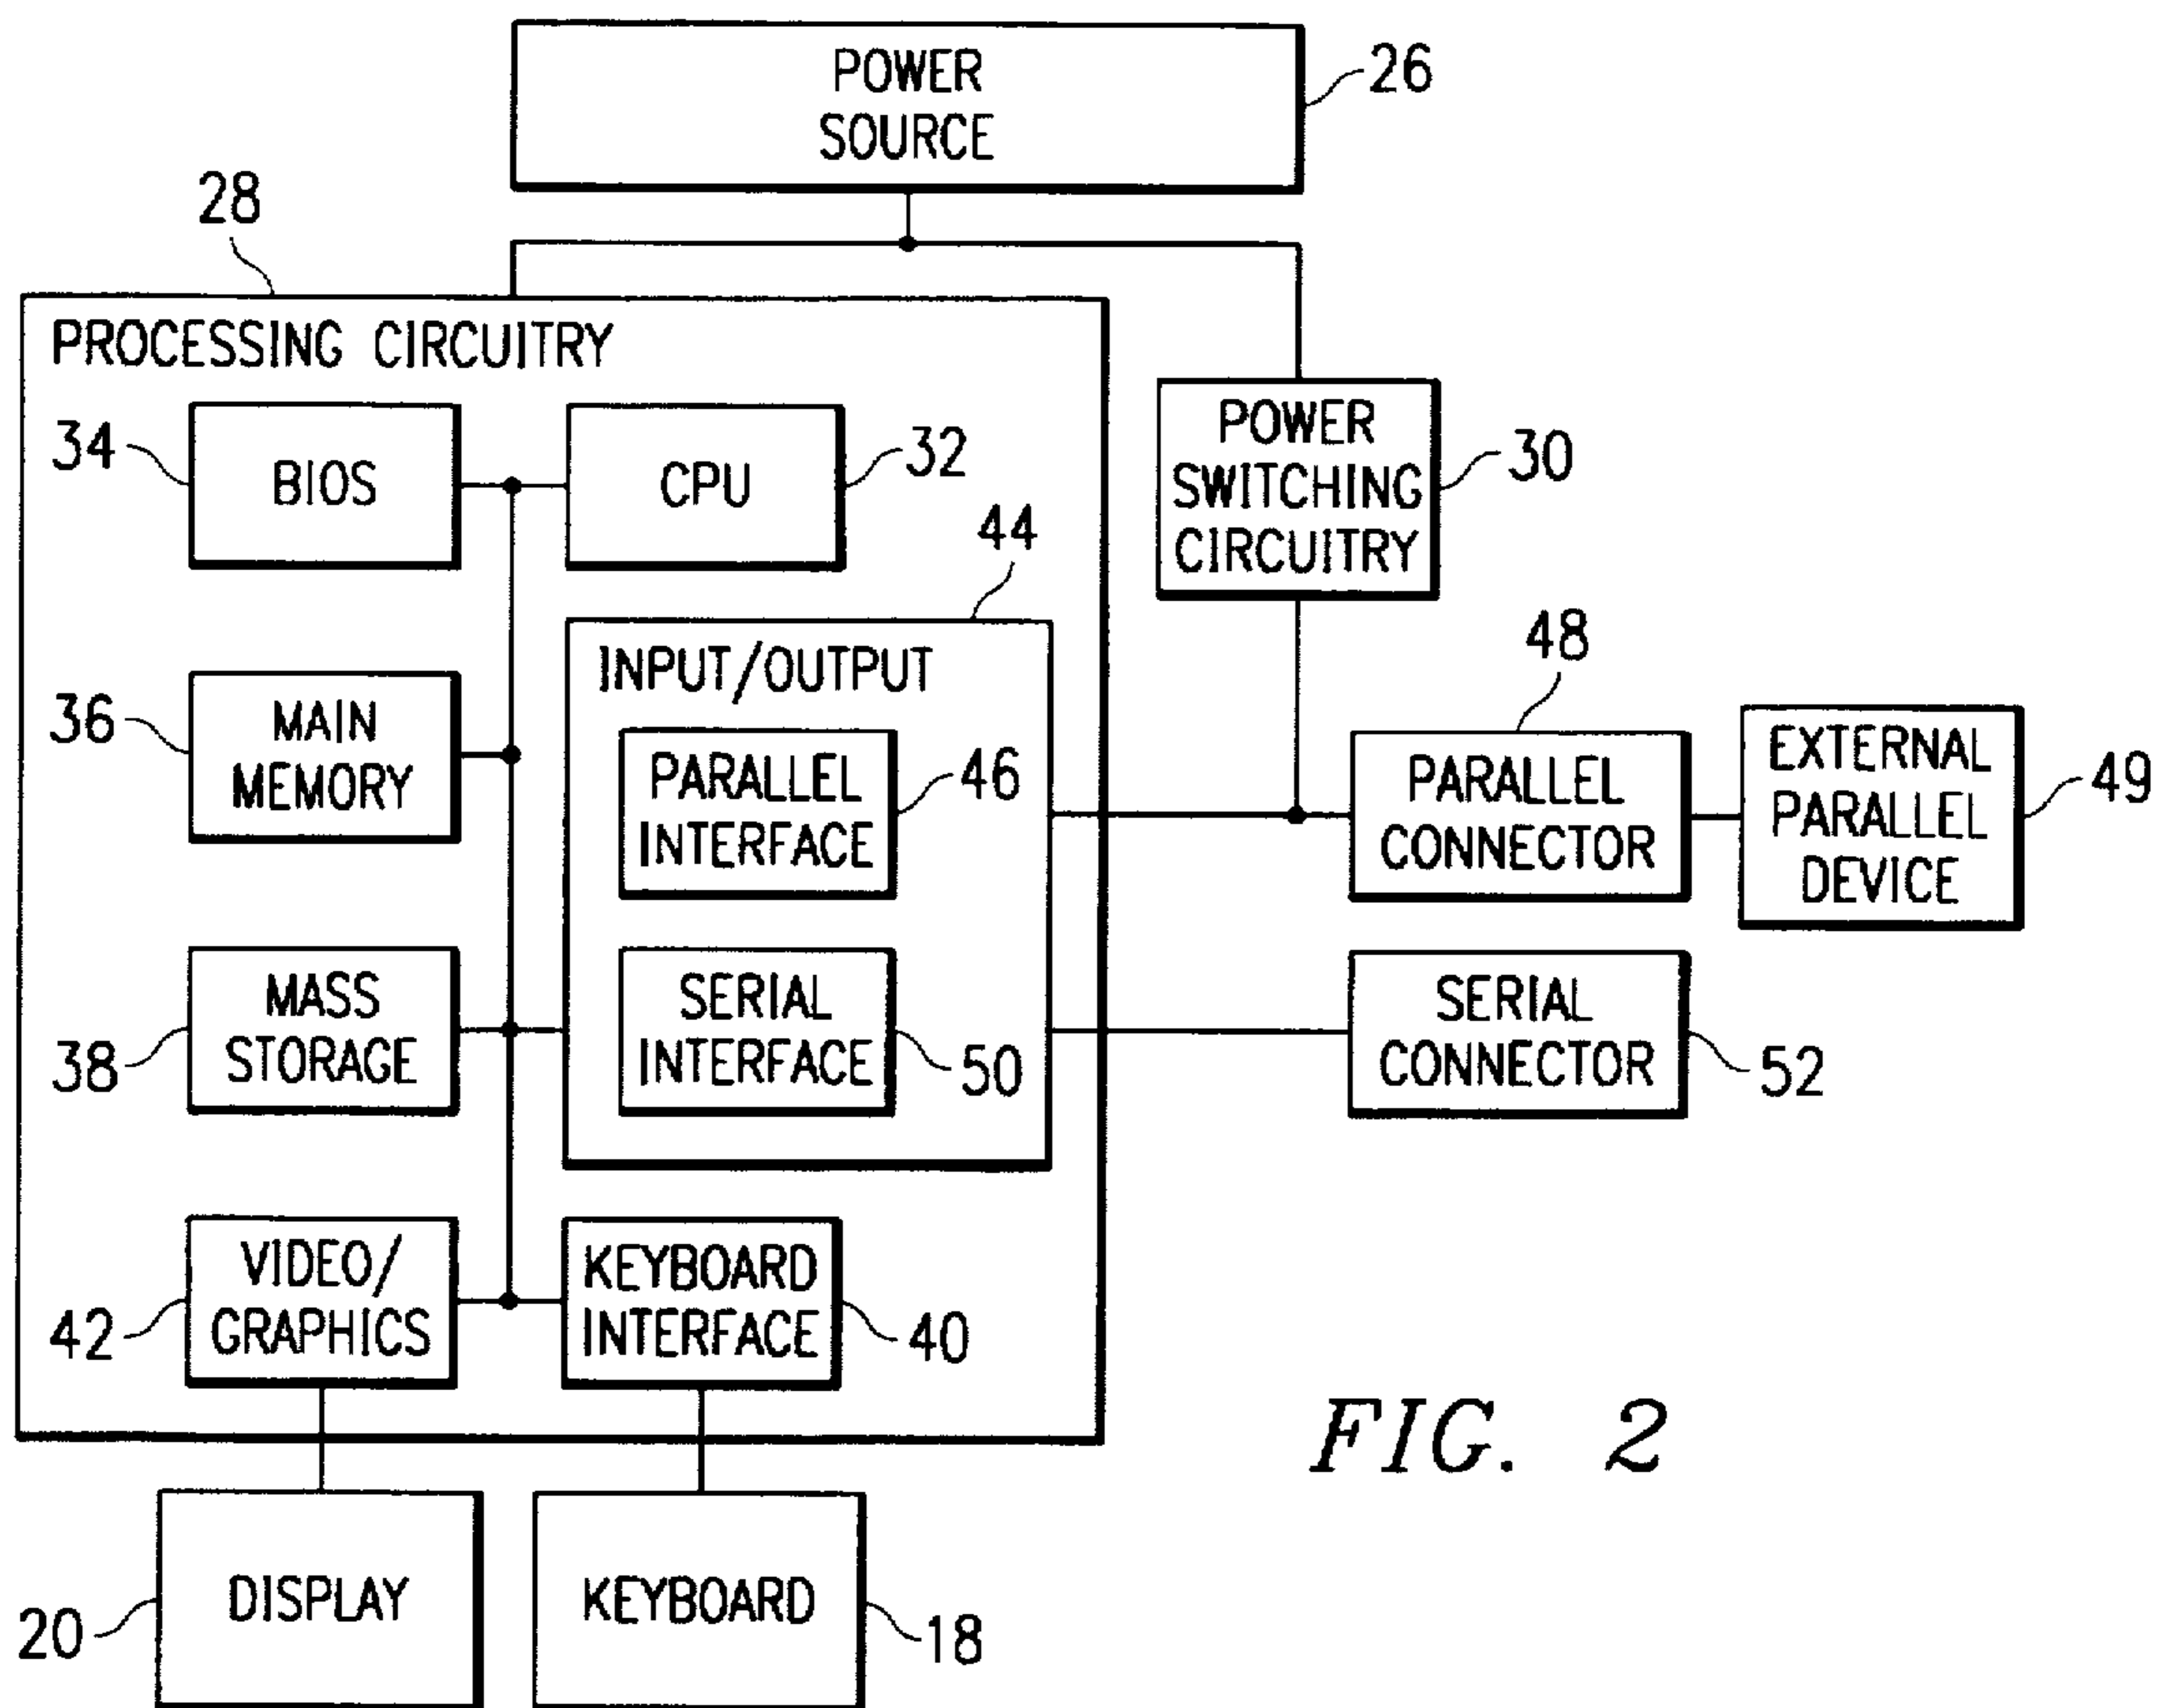 POWER
SOURCE
26
28
PROCESSING CIRCUITRY
34
BIOS
CPU
32
POWER
SWITCHING
CIRCUITRY
30
44
INPUT/OUTPUT
36
MAIN
MEMORY
PARALLEL
INTERFACE
46
48
PARALLEL
CONNECTOR
EXTERNAL
PARALLEL
DEVICE
49
38
MASS
STORAGE
SERIAL
INTERFACE
50
SERIAL
CONNECTOR
52
42
VIDEO/
GRAPHICS
KEYBOARD
INTERFACE
40
FIG. 2
20
DISPLAY
KEYBOARD
18